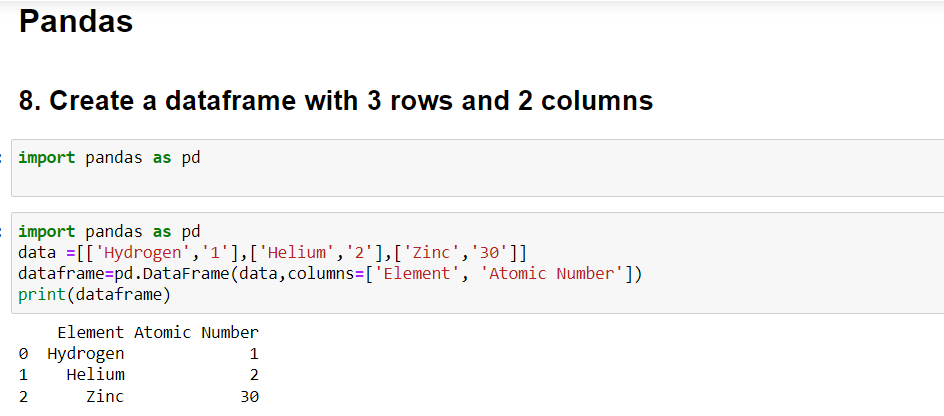 Pandas
8. Create a dataframe with 3 rows and 2 columns
import pandas as pd
import pandas as pd
data =[['Hydrogen','1'],['Helium','2'],['Zinc','30']]
dataframe=pd.DataFrame(data,columns=['Element', 'Atomic Number'])
print(dataframe)
Element Atomic Number
0 Hydrogen 1
1 Helium 2
2 Zinc 30